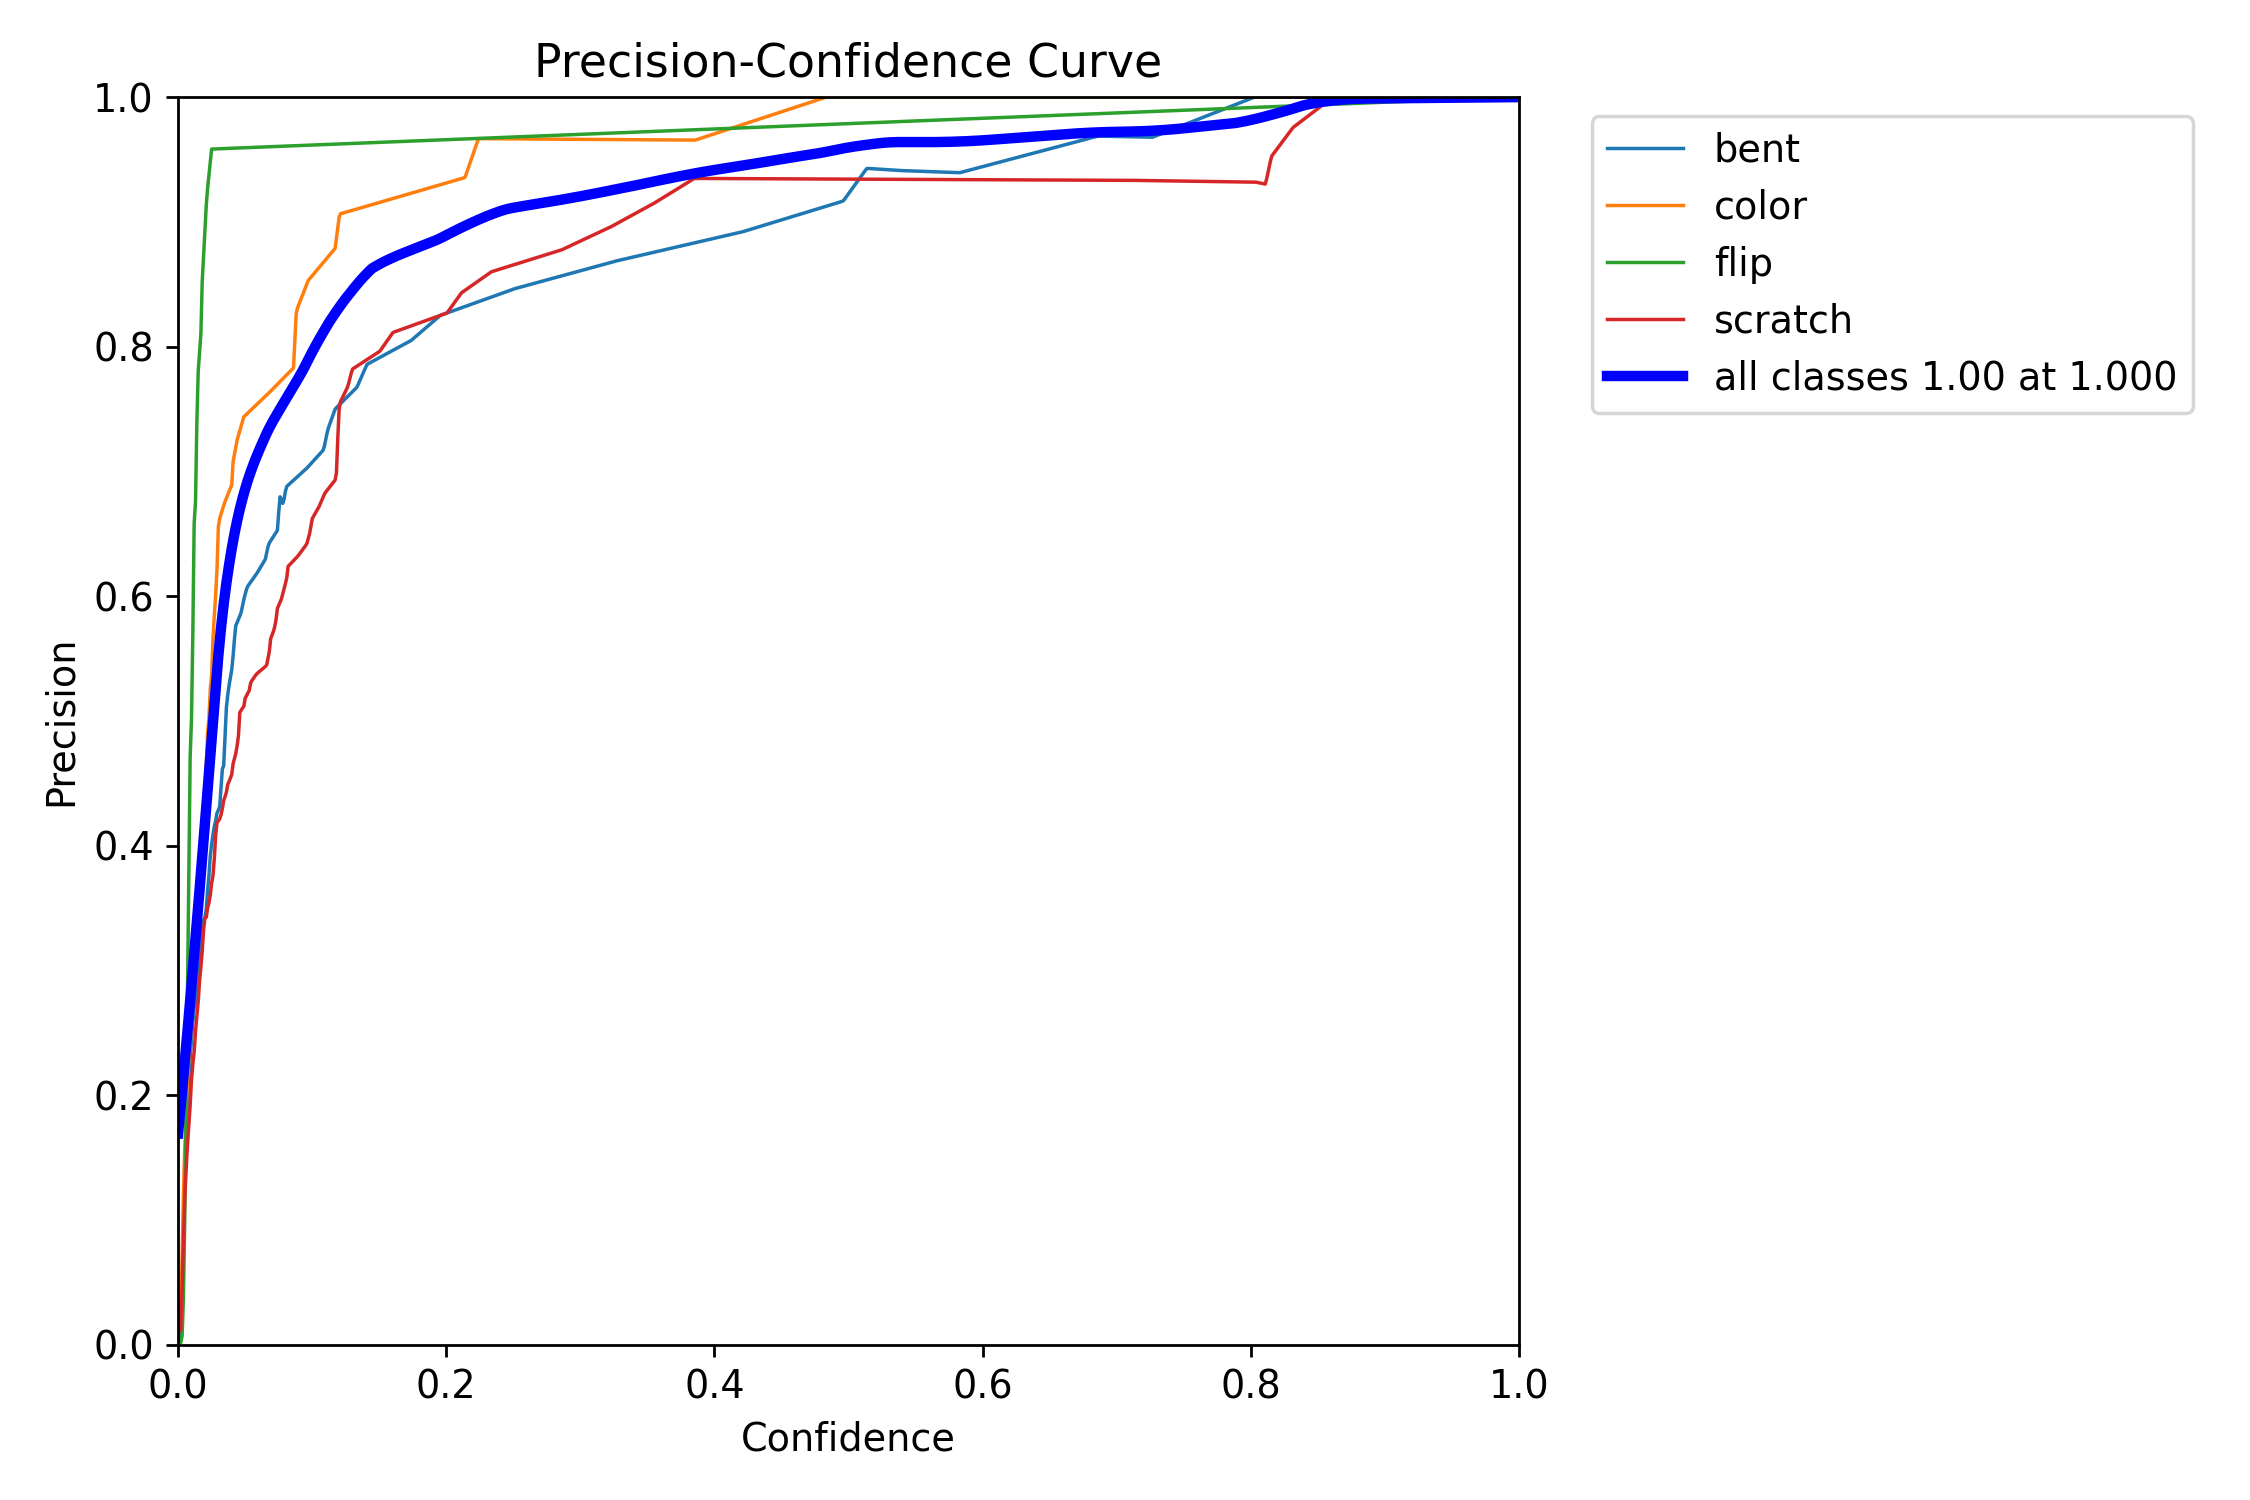 Precision-Confidence Curve
1.0
0.8
0.6
0.4
0.2
0.0
Precision
0.0 0.2 0.4 0.6 0.8 1.0
Confidence
bent
color
flip
scratch
all classes 1.00 at 1.000